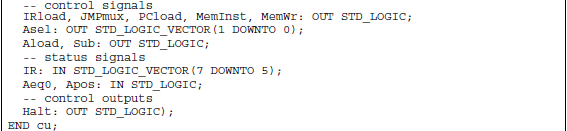 -- control signals
IRload, JMPmux, PCload, MemInst, MemWr: OUT STD_LOGIC;
Asel: OUT STD_LOGIC_VECTOR(1 DOWNTO 0);
Aload, Sub: OUT STD_LOGIC;
-- status signals
IR: IN STD_LOGIC_VECTOR(7 DOWNTO 5);
Aeq0, Apos: IN STD_LOGIC;
-- control outputs
Halt: OUT STD_LOGIC);
END cu;